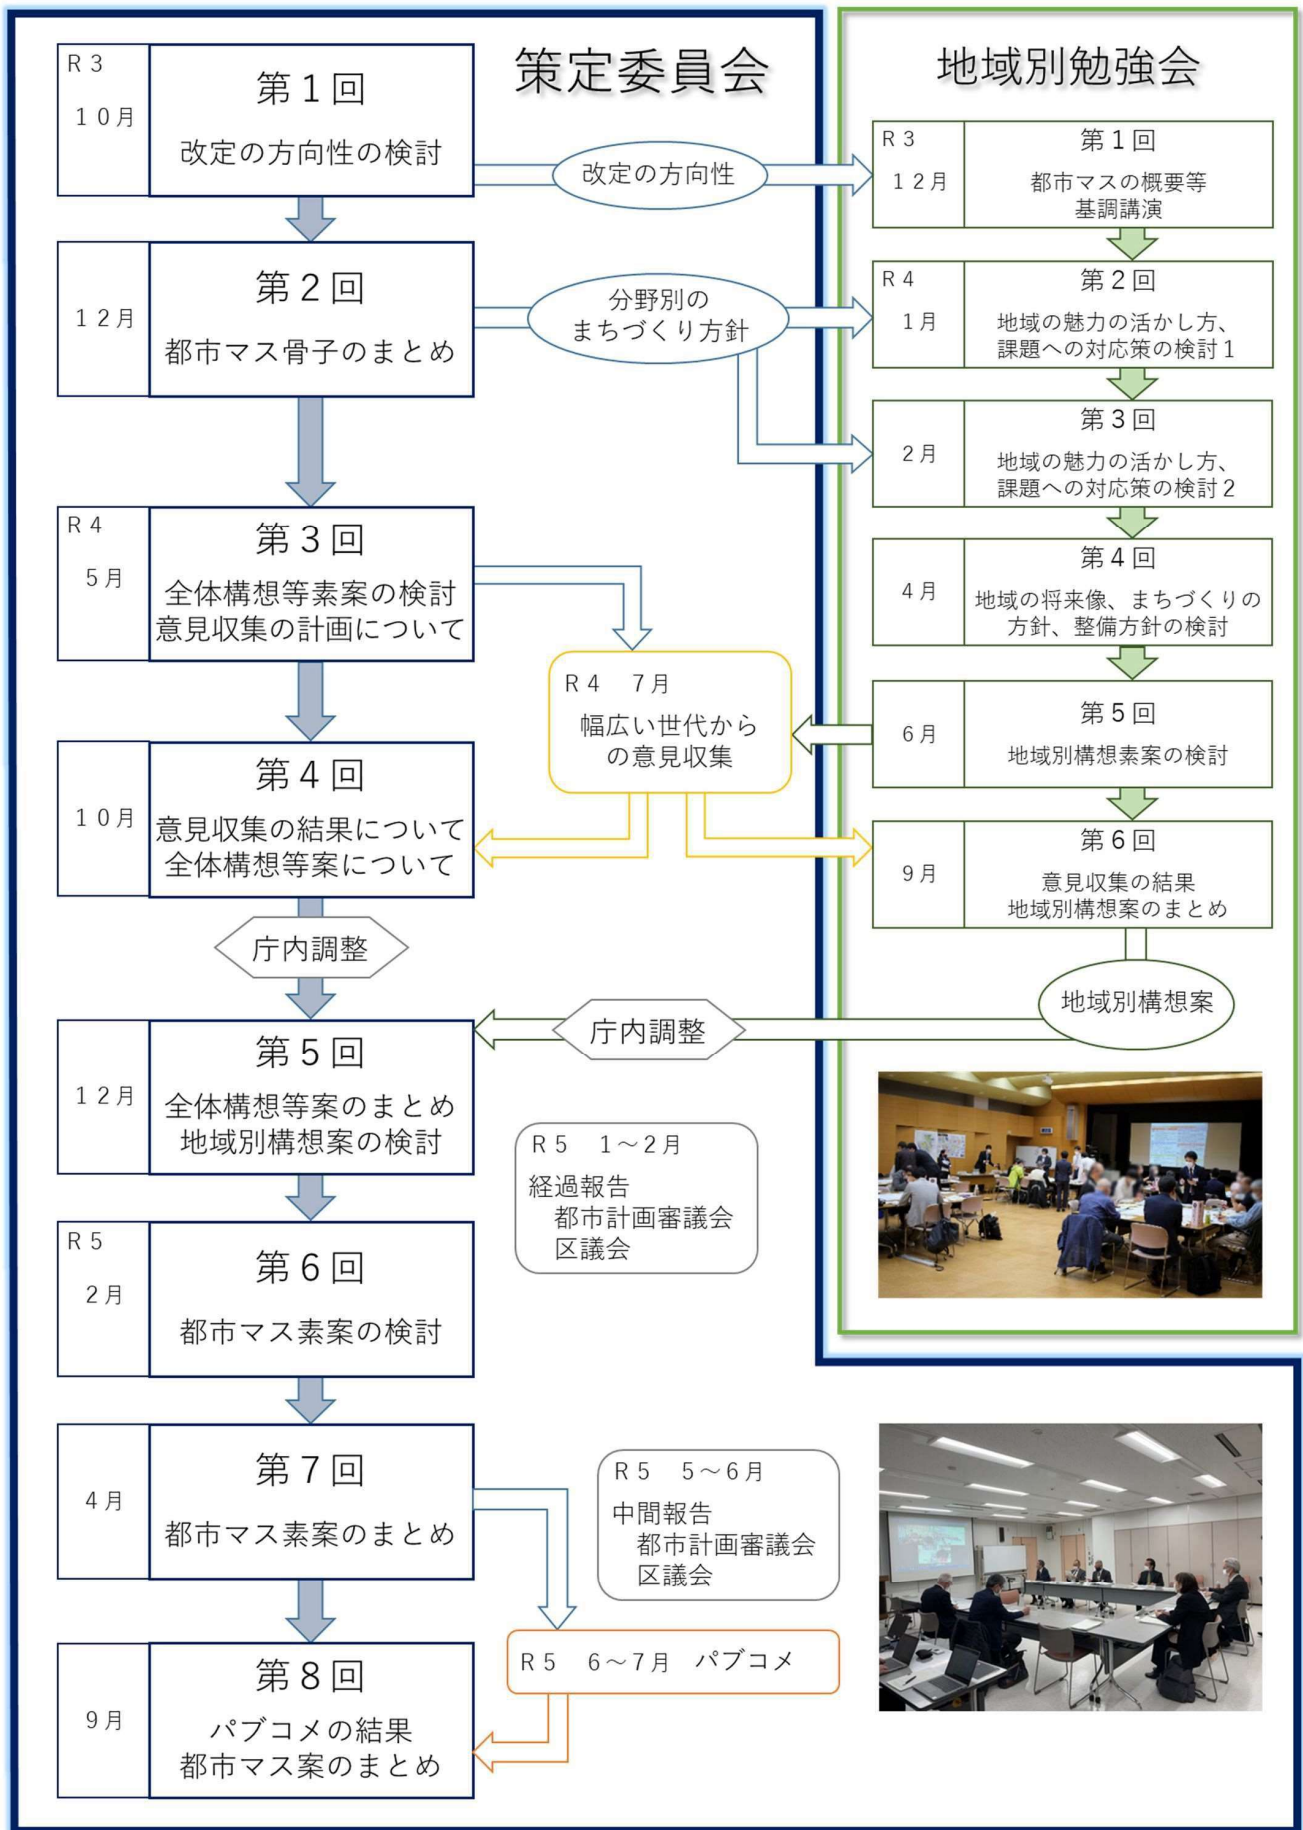 策定委員会
R3
10月
第1回
改定の方向性の検討
改定の方向性
12月
第2回
都市マス骨子のまとめ
分野別の
まちづくり方針
R4
5月
第3回
全体構想等素案の検討
意見収集の計画について
R4 7月
幅広い世代から
の意見収集
10月
第4回
意見収集の結果について
全体構想等案について
庁内調整
庁内調整
12月
第5回
全体構想等案のまとめ
地域別構想案の検討
R5 1～2月
経過報告
都市計画審議会
区議会
R5
2月
第6回
都市マス素案の検討
4月
第7回
都市マス素案のまとめ
R5 5～6月
中間報告
都市計画審議会
区議会
R5 6～7月 パブコメ
9月
第8回
パブコメの結果
都市マス案のまとめ
地域別勉強会
R3
12月
第1回
都市マスの概要等
基調講演
R4
1月
第2回
地域の魅力の活かし方、
課題への対応策の検討1
2月
第3回
地域の魅力の活かし方、
課題への対応策の検討2
4月
第4回
地域の将来像、まちづくりの
方針、整備方針の検討
6月
第5回
地域別構想素案の検討
9月
第6回
意見収集の結果
地域別構想案のまとめ
地域別構想案